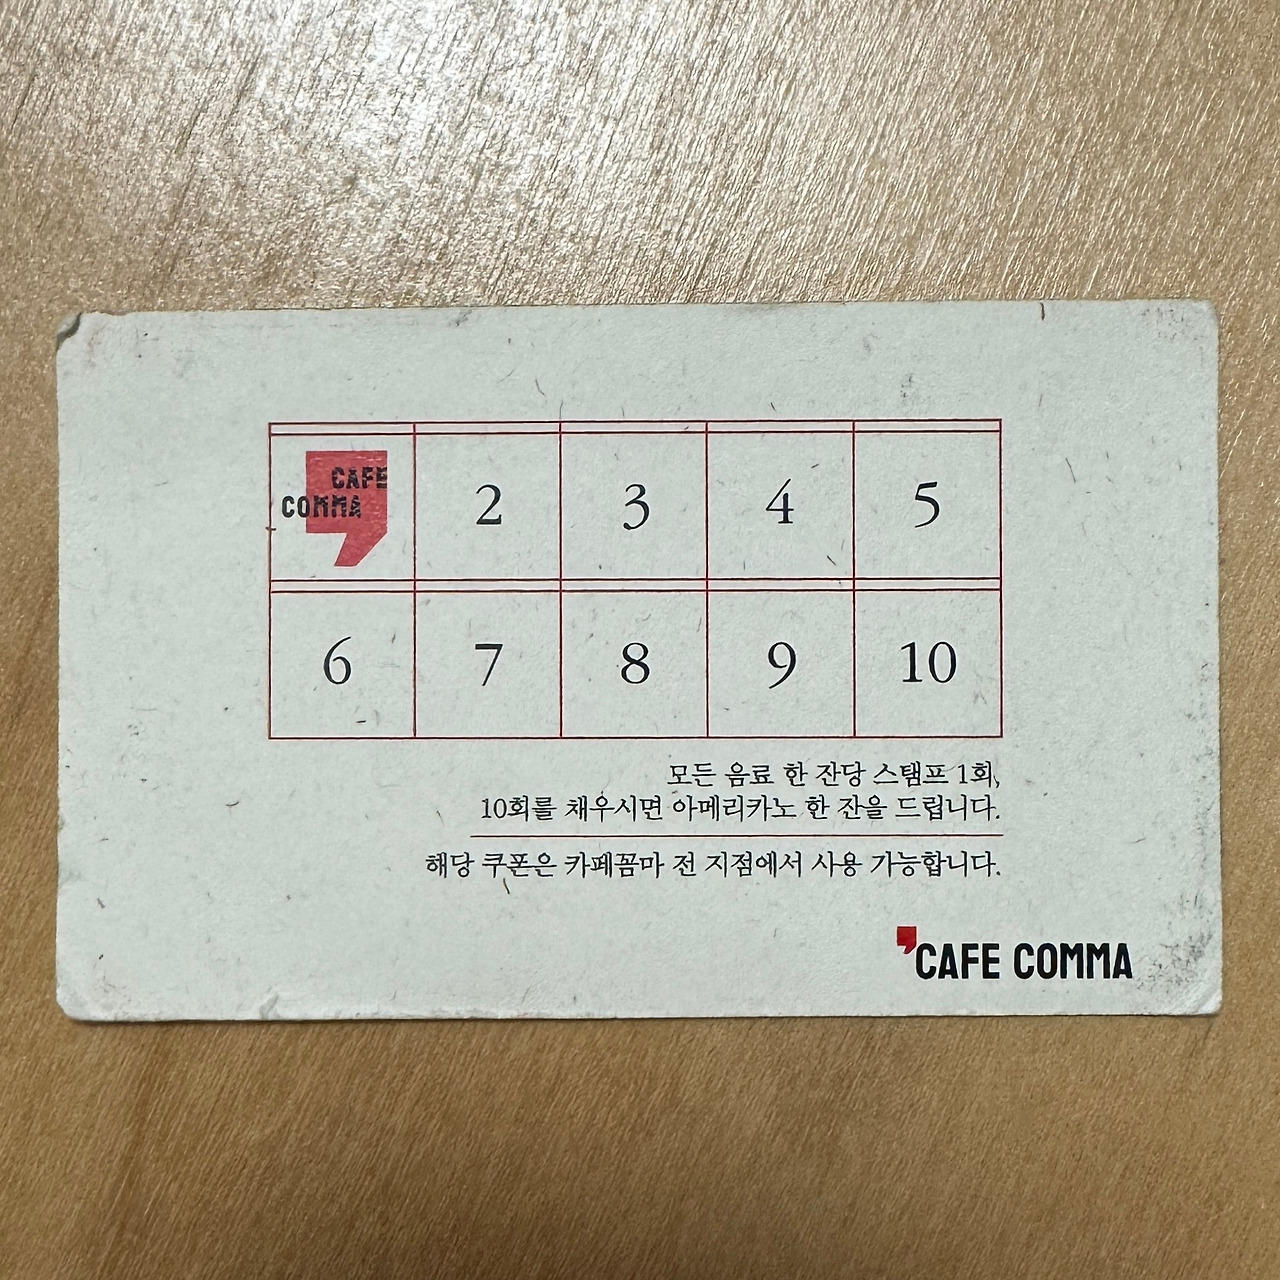 CAFE
COMMA
2 3 4 5
6 7 8 9 10
모든 음료 한 잔당 스탬프 1회,
10회를 채우시면 아메리카노 한 잔을 드립니다.
해당 쿠폰은 카페꼼마 전 지점에서 사용 가능합니다.
CAFE COMMA